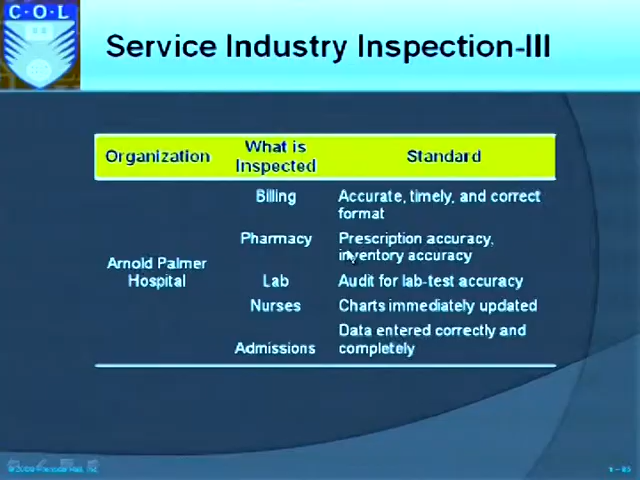 C·O·L
Service Industry Inspection-III
Organization
What is
Inspected
Standard
Billing
Accurate, timely, and correct
format
Pharmacy
Prescription accuracy,
inventory accuracy
Arnold Palmer
Hospital
Lab
Audit for lab-test accuracy
Nurses
Charts immediately updated
Admissions
Data entered correctly and
completely